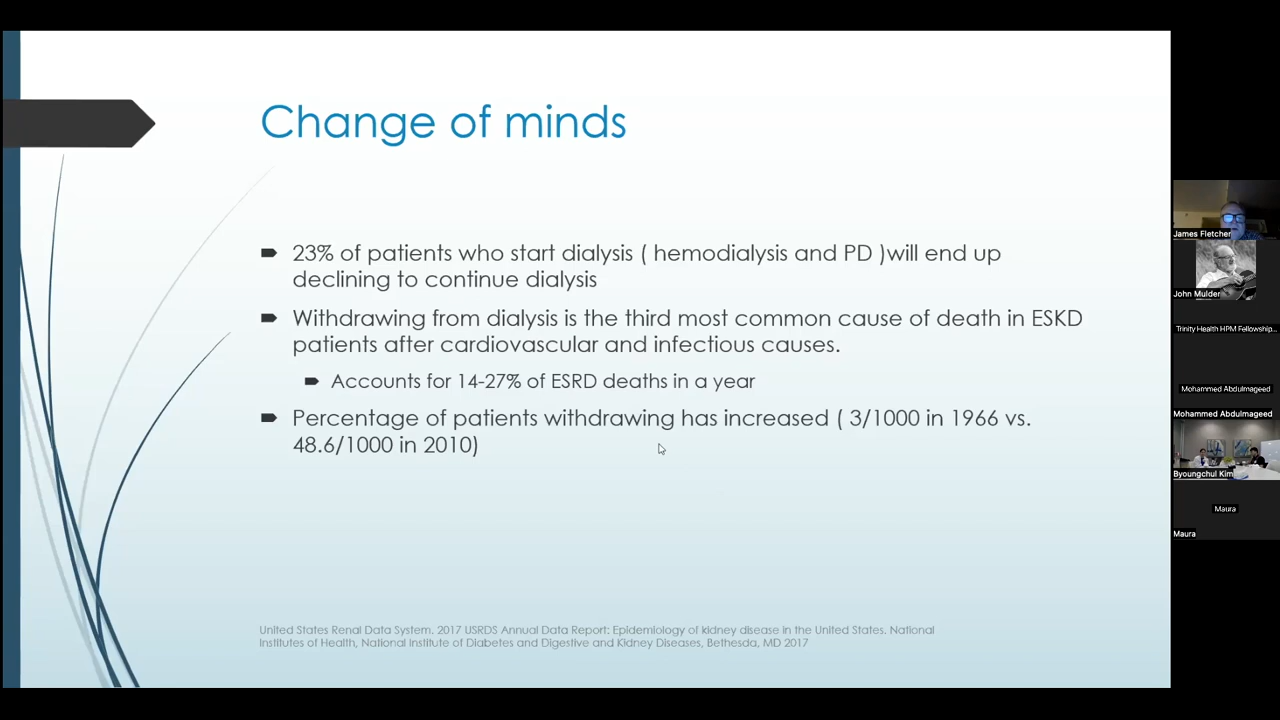 Change of minds
23% of patients who start dialysis ( hemodialysis and PD )will end up
declining to continue dialysis
Withdrawing from dialysis is the third most common cause of death in ESKD
patients after cardiovascular and infectious causes.
Accounts for 14-27% of ESRD deaths in a year
Percentage of patients withdrawing has increased ( 3/1000 in 1966 vs.
48.6/1000 in 2010)
United States Renal Data System. 2017 USRDS Annual Data Report: Epidemiology of kidney disease in the United States. National
Institutes of Health, National Institute of Diabetes and Digestive and Kidney Diseases, Bethesda, MD 2017
James Fletcher
John Mulder
Trinity Health HPM Fellowship...
Mohammed Abdulmageed
Mohammed Abdulmageed
Byoungchul Kim
Maura
Maura